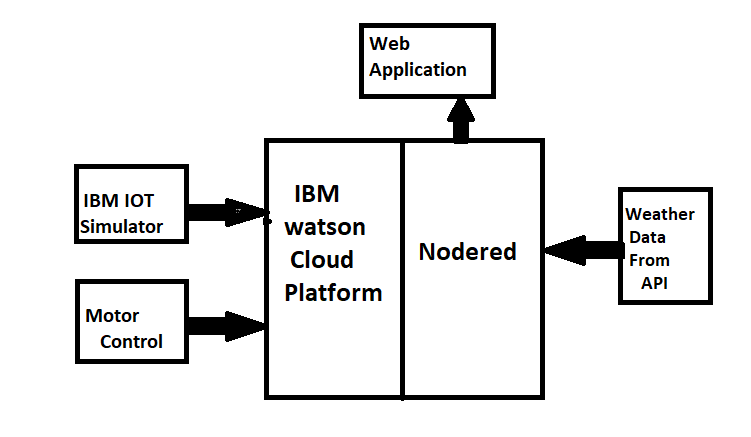 Web
Application
IBM IOT
Simulator
Motor
Control
IBM
watson
Cloud
Platform
Nodered
Weather
Data
From
API